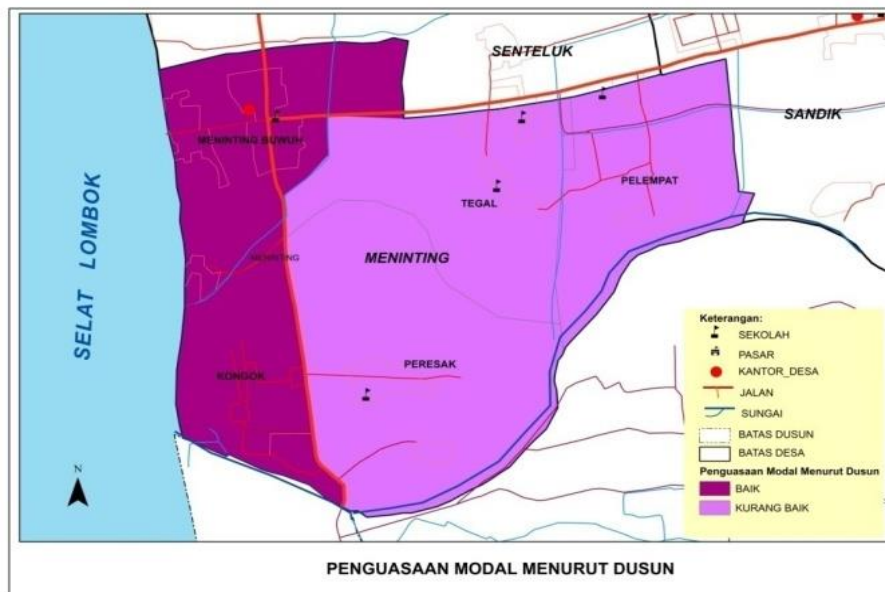 SENTELUK
SANDIK
MENINTING BUWUH
PELEMPAT
TEGAL
SELAT LOMBOK
MENINTING
MENINTING
PERESAK
KONGOK
N
Keterangan:
SEKOLAH
PASAR
KANTOR_DESA
JALAN
SUNGAI
BATAS DUSUN
BATAS DESA
Penguasaan Modal Menurut Dusun
BAIK
KURANG BAIK
PENGUASAAN MODAL MENURUT DUSUN